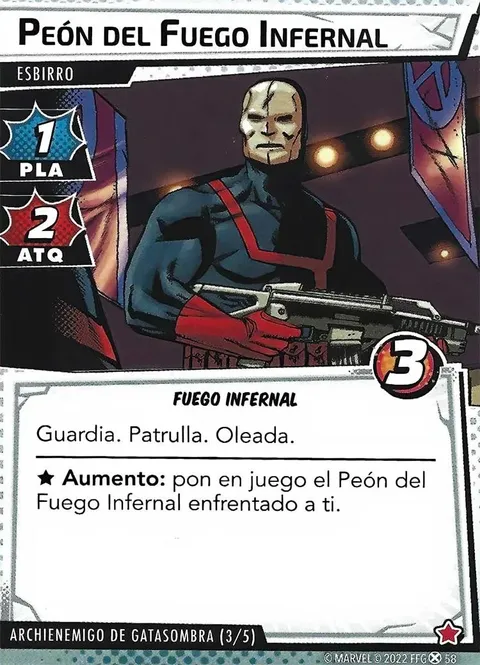 PEÓN DEL FUEGO INFERNAL
ESBIRRO
1
PLA
2
ATQ
3
FUEGO INFERNAL
Guardia. Patrulla. Oleada.
★ Aumento: pon en juego el Peón del
Fuego Infernal enfrentado a ti.
ARCHIENEMIGO DE GATASOMBRA (3/5)
© MARVEL © 2022 FFG 58